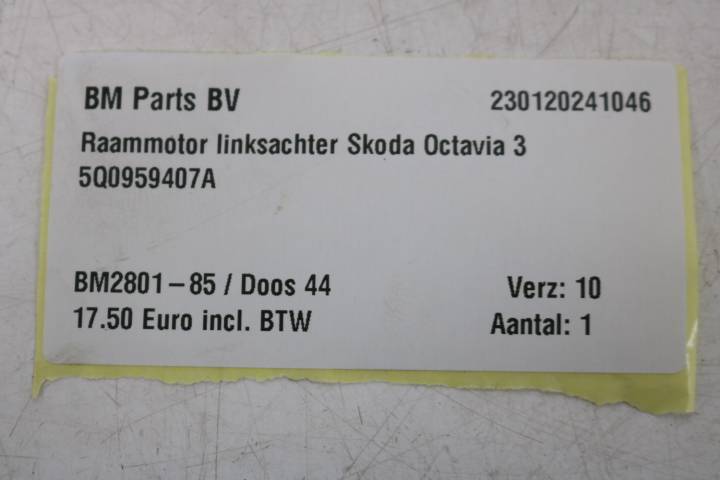 BM Parts BV 230120241046
Raammotor linksachter Skoda Octavia 3
5Q0959407A
BM2801-85 / Doos 44 Verz: 10
17.50 Euro incl. BTW Aantal: 1